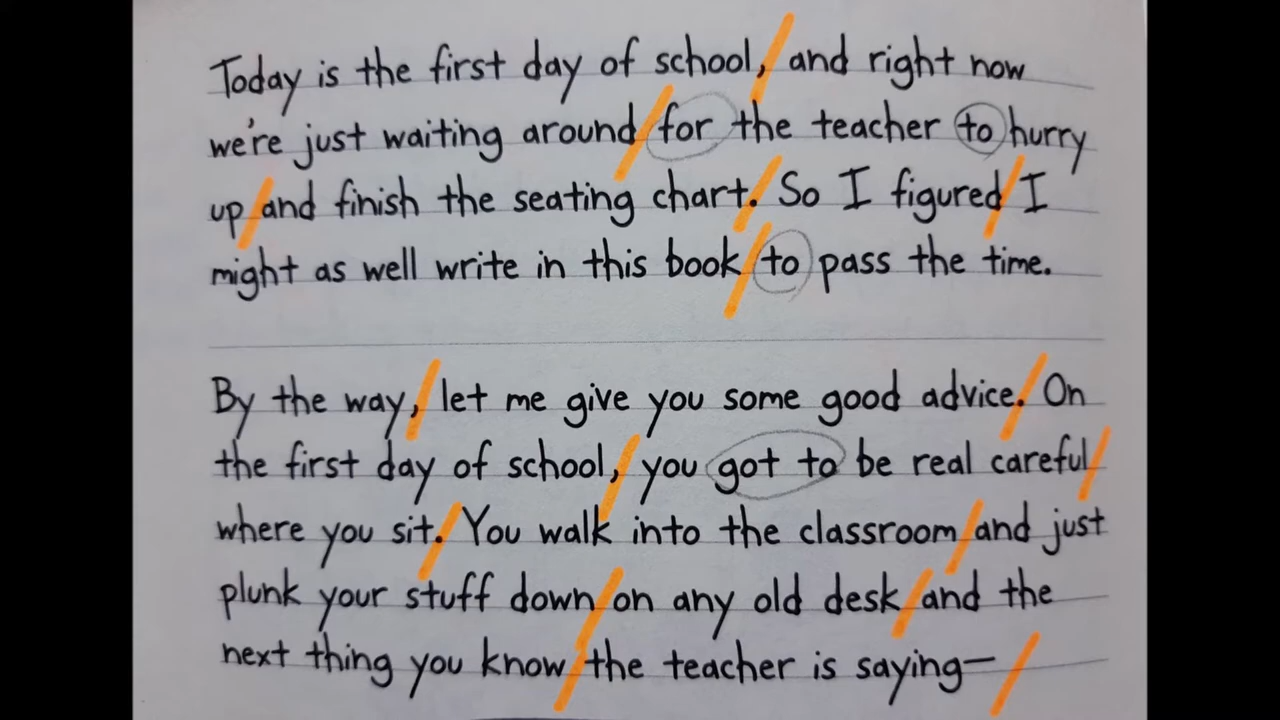 Today is the first day of school, and right now
we're just waiting around for the teacher to hurry
up and finish the seating chart. So I figured I
might as well write in this book to pass the time.
By the way, let me give you some good advice. On
the first day of school, you got to be real careful
where you sit. You walk into the classroom and just
plunk your stuff down on any old desk and the
next thing you know the teacher is saying—